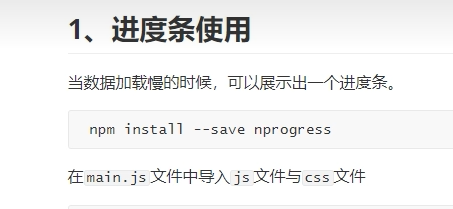 1、进度条使用
当数据加载慢的时候，可以展示出一个进度条。
npm install --save nprogress
在main.js文件中导入js文件与css文件